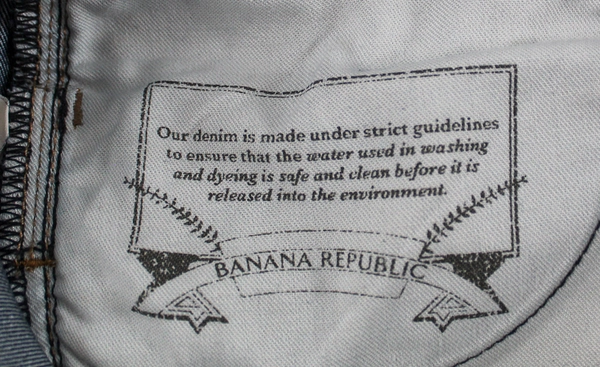 Our denim is made under strict guidelines
to ensure that the water used in washing
and dyeing is safe and clean before it is
released into the environment.
BANANA REPUBLIC